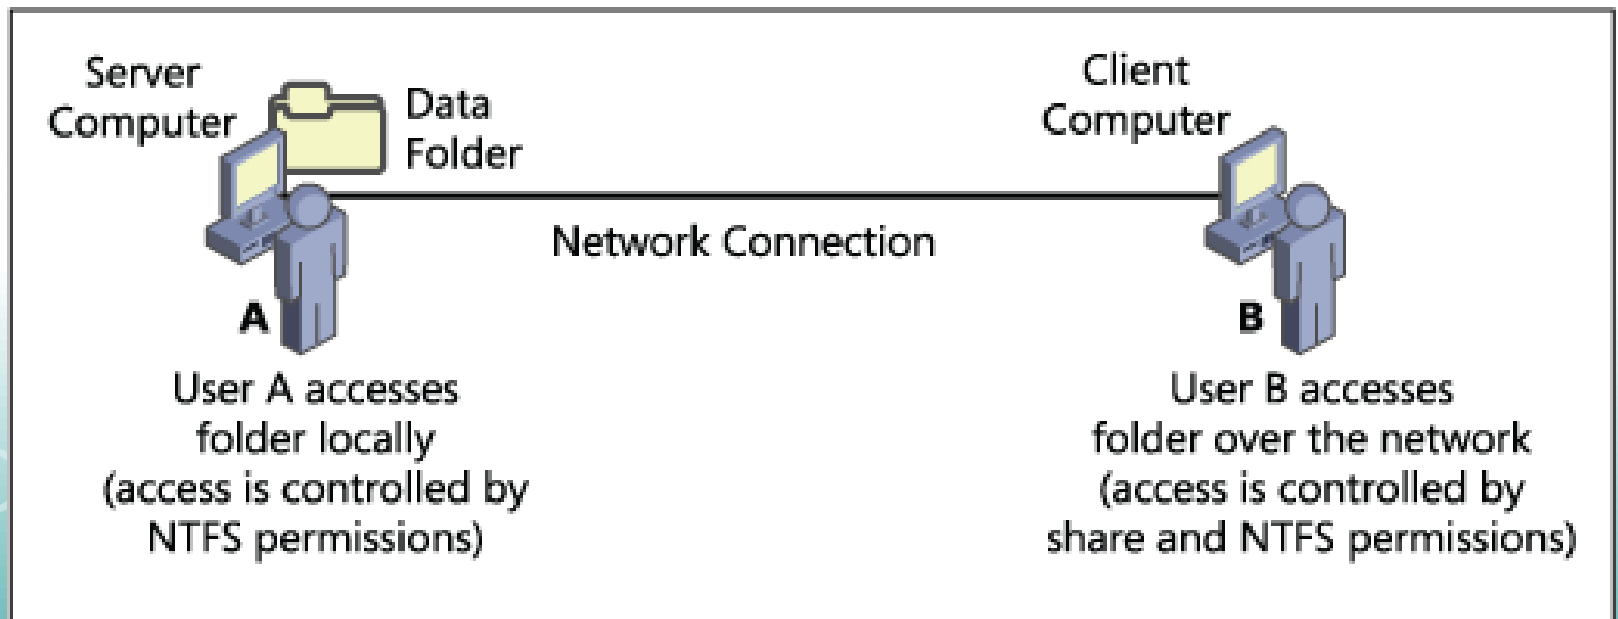 Server
Computer
Data
Folder
Client
Computer
Network Connection
A
B
User A accesses
folder locally
(access is controlled by
NTFS permissions)
User B accesses
folder over the network
(access is controlled by
share and NTFS permissions)